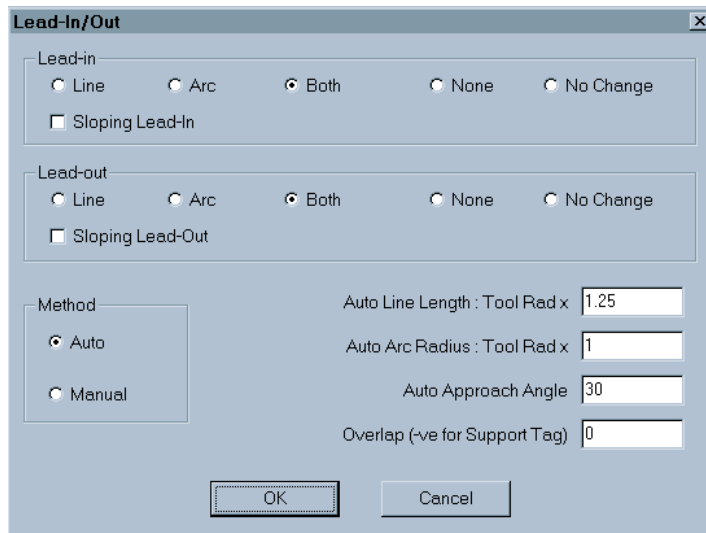 Lead-In/Out
Lead-in
Line Arc Both None No Change
Sloping Lead-In
Lead-out
Line Arc Both None No Change
Sloping Lead-Out
Method
Auto
Manual
Auto Line Length : Tool Rad x 1.25
Auto Arc Radius : Tool Rad x 1
Auto Approach Angle 30
Overlap (-ve for Support Tag) 0
OK Cancel